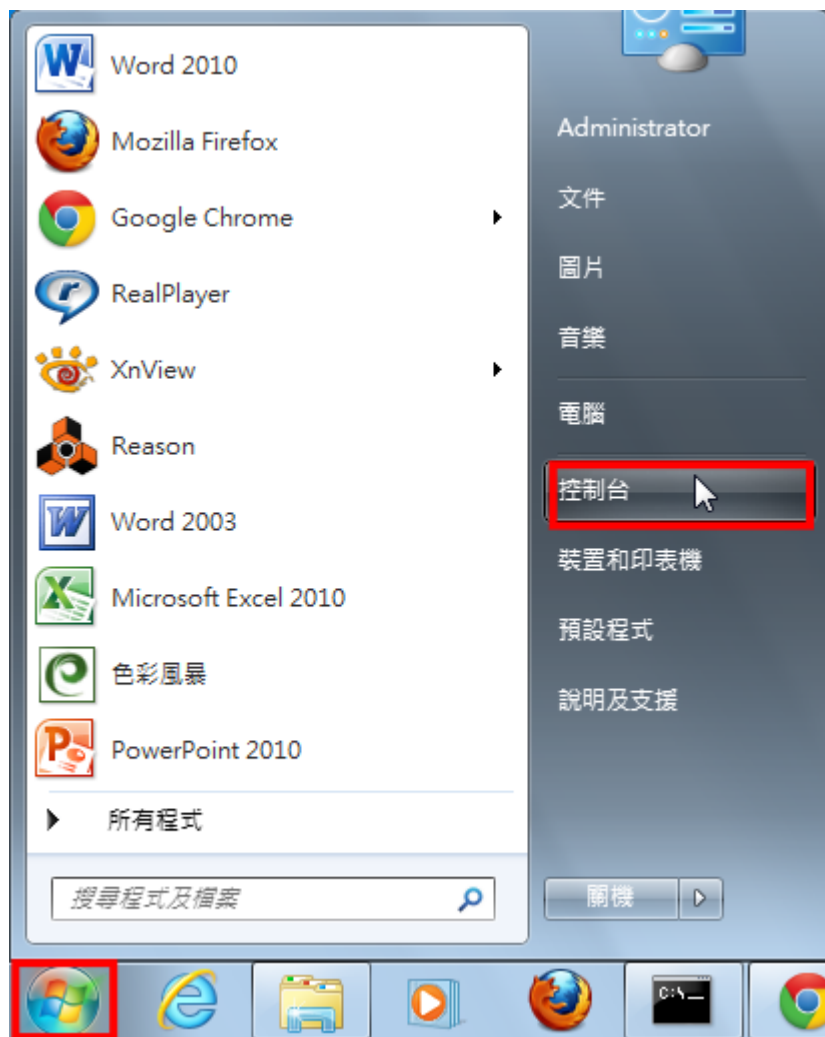 Word 2010
Mozilla Firefox
Google Chrome
RealPlayer
XnView
Reason
Word 2003
Microsoft Excel 2010
色彩風暴
PowerPoint 2010
所有程式
搜尋程式及檔案
Administrator
文件
圖片
音樂
電腦
控制台
裝置和印表機
預設程式
說明及支援
關機
C:\_